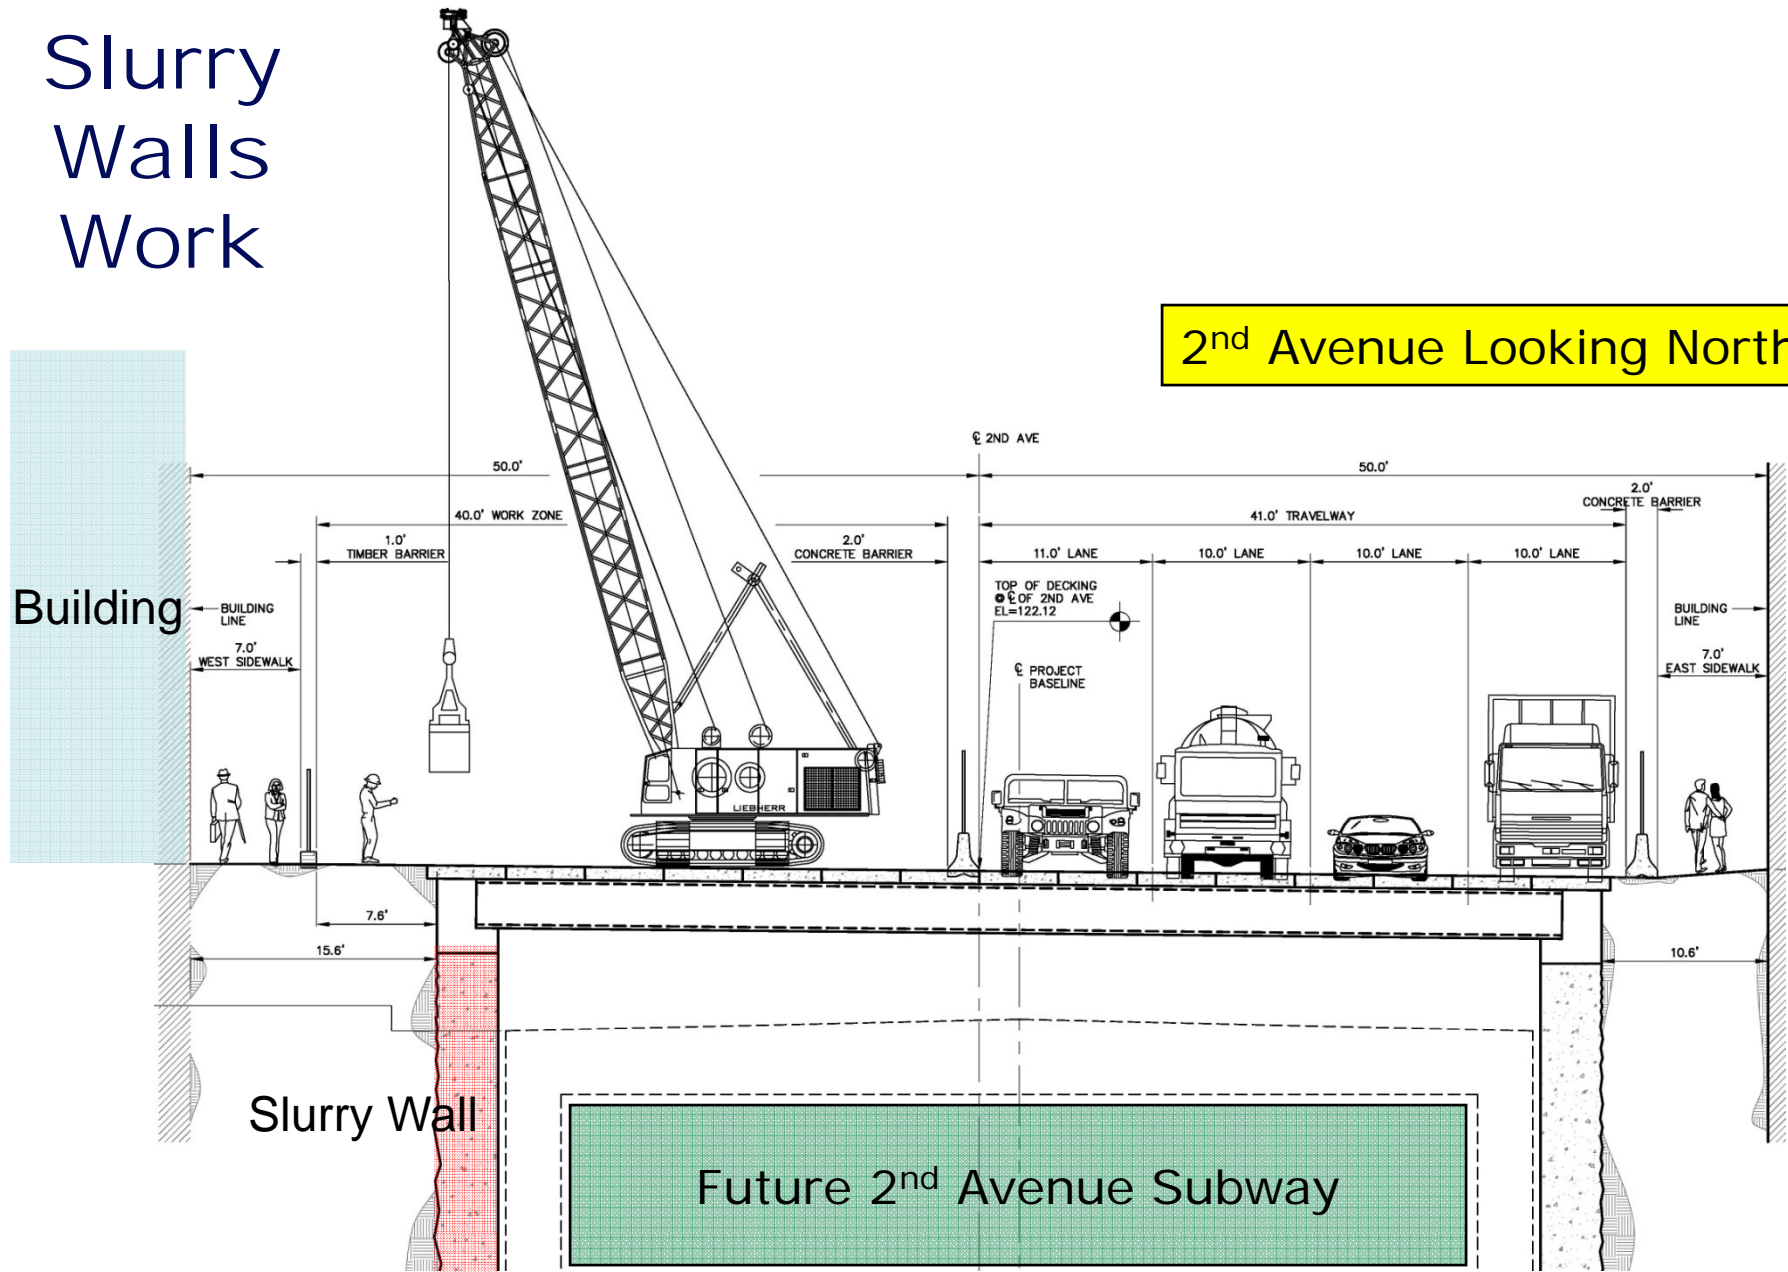 Slurry
Walls
Work
2nd Avenue Looking North
℄ 2ND AVE
50.0'
50.0'
2.0'
CONCRETE BARRIER
40.0' WORK ZONE
41.0' TRAVELWAY
1.0'
TIMBER BARRIER
2.0'
CONCRETE BARRIER
11.0' LANE
10.0' LANE
10.0' LANE
10.0' LANE
TOP OF DECKING
@ ℄ OF 2ND AVE
EL=122.12
Building
BUILDING
LINE
BUILDING
LINE
7.0'
WEST SIDEWALK
℄ PROJECT
BASELINE
7.0'
EAST SIDEWALK
LIEBHERR
7.6'
15.6'
10.6'
Slurry Wall
Future 2nd Avenue Subway